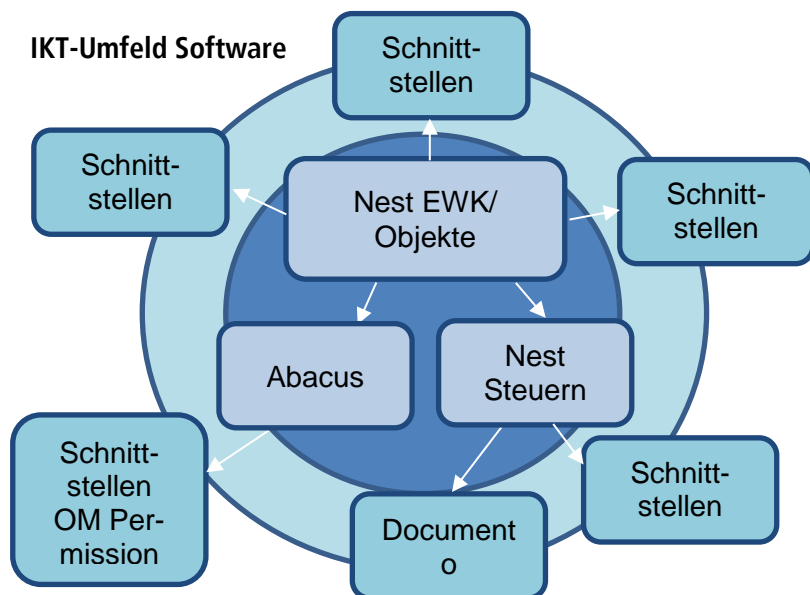 IKT-Umfeld Software
Schnitt-
stellen
Schnitt-
stellen
Nest EWK/
Objekte
Schnitt-
stellen
Abacus
Nest
Steuern
Schnitt-
stellen
OM Per-
mission
Document
o
Schnitt-
stellen